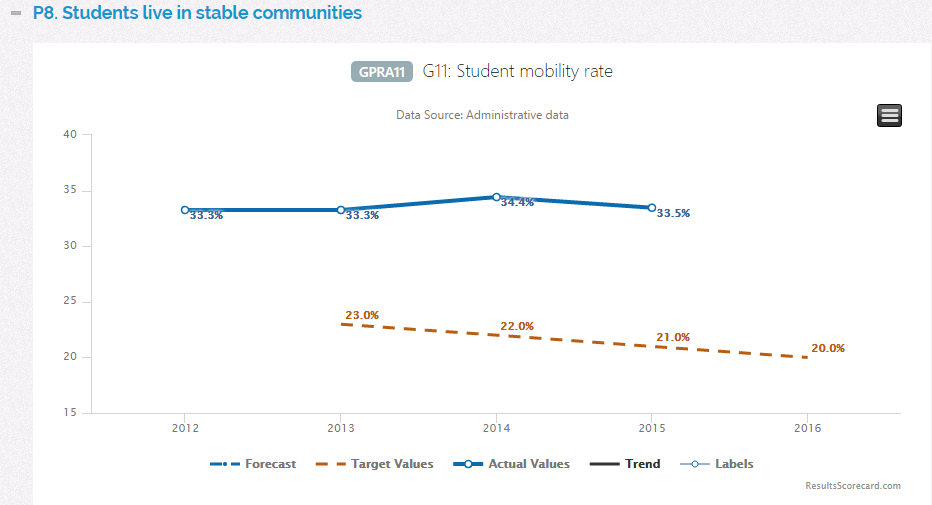 P8. Students live in stable communities
GPRA11 G11: Student mobility rate
Data Source: Administrative data
40
35
30
25
20
15
33.3%
33.3%
34.4%
33.5%
23.0%
22.0%
21.0%
20.0%
2012 2013 2014 2015 2016
Forecast Target Values Actual Values Trend Labels
ResultsScorecard.com